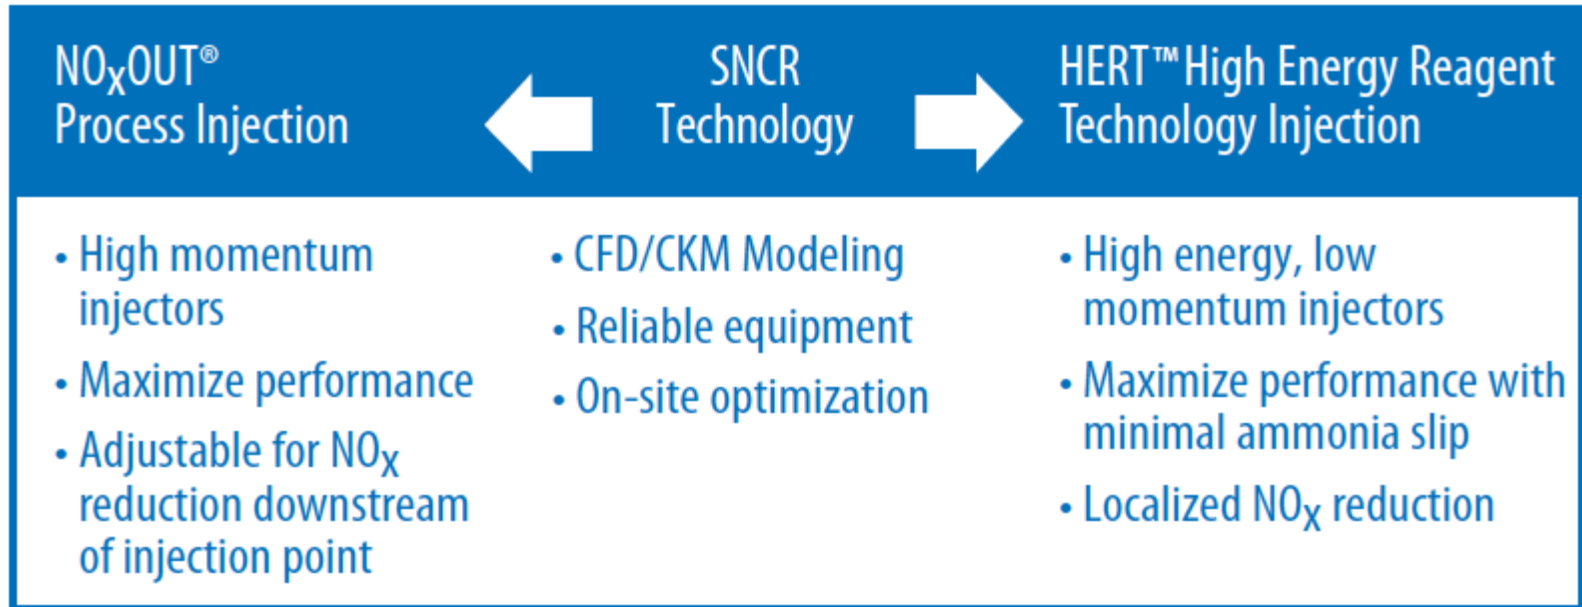 NOxOUT®
Process Injection
SNCR
Technology
HERT™ High Energy Reagent
Technology Injection
• High momentum
injectors
• Maximize performance
• Adjustable for NOx
reduction downstream
of injection point
• CFD/CKM Modeling
• Reliable equipment
• On-site optimization
• High energy, low
momentum injectors
• Maximize performance with
minimal ammonia slip
• Localized NOx reduction